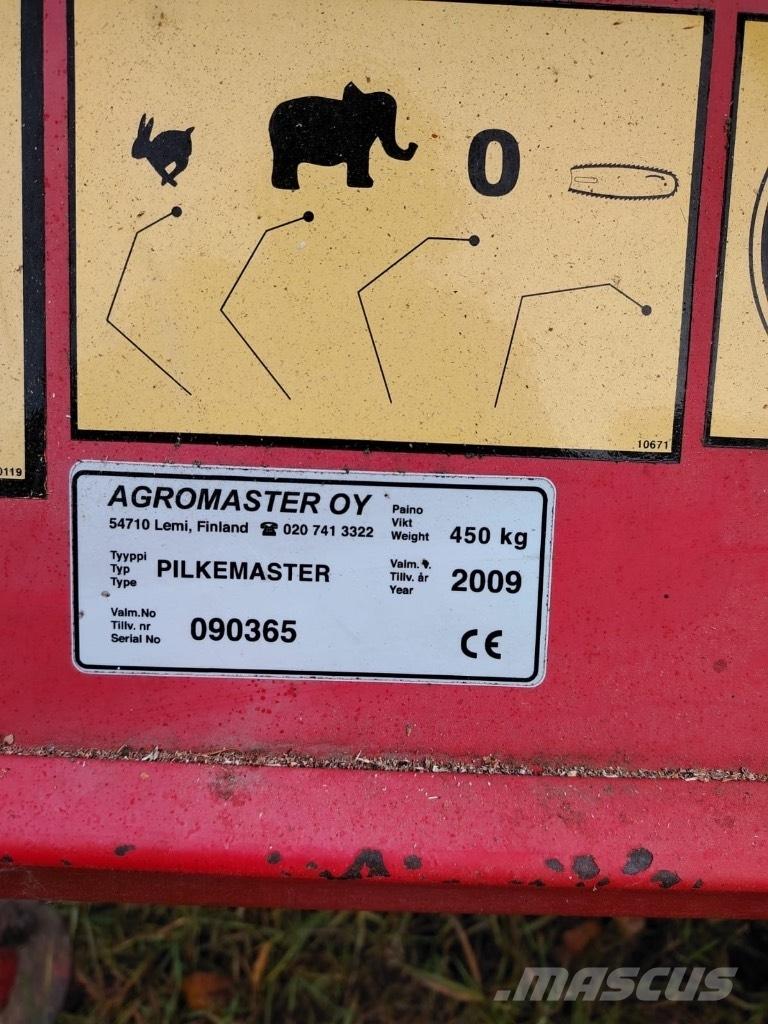 0
10671
0119
AGROMASTER OY
54710 Lemi, Finland ☎ 020 741 3322
Paino
Vikt
Weight 450 kg
Tyyppi
Typ
Type PILKEMASTER
Valm. v.
Tillv. år
Year 2009
Valm.No
Tillv. nr
Serial No 090365
CE
MASCUS